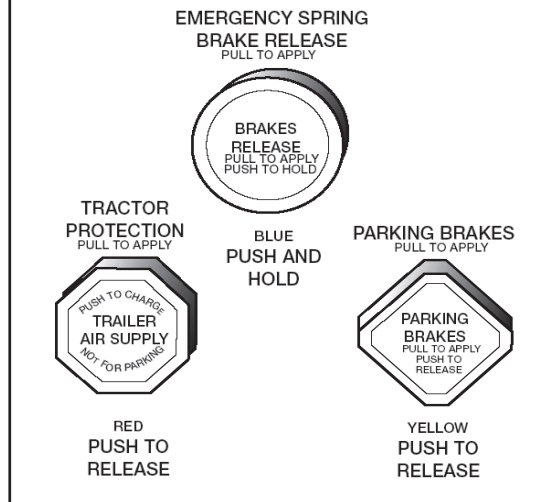 EMERGENCY SPRING
BRAKE RELEASE
PULL TO APPLY
BRAKES
RELEASE
PULL TO APPLY
PUSH TO HOLD
BLUE
PUSH AND
HOLD
TRACTOR
PROTECTION
PULL TO APPLY
PUSH TO CHARGE
TRAILER
AIR SUPPLY
NOT FOR PARKING
RED
PUSH TO
RELEASE
PARKING BRAKES
PULL TO APPLY
PARKING
BRAKES
PULL TO APPLY
PUSH TO
RELEASE
YELLOW
PUSH TO
RELEASE